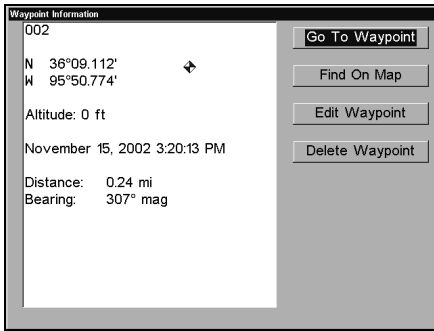 Waypoint Information
002
N 36°09.112'
W 95°50.774'
Altitude: 0 ft
November 15, 2002 3:20:13 PM
Distance: 0.24 mi
Bearing: 307° mag
Go To Waypoint
Find On Map
Edit Waypoint
Delete Waypoint